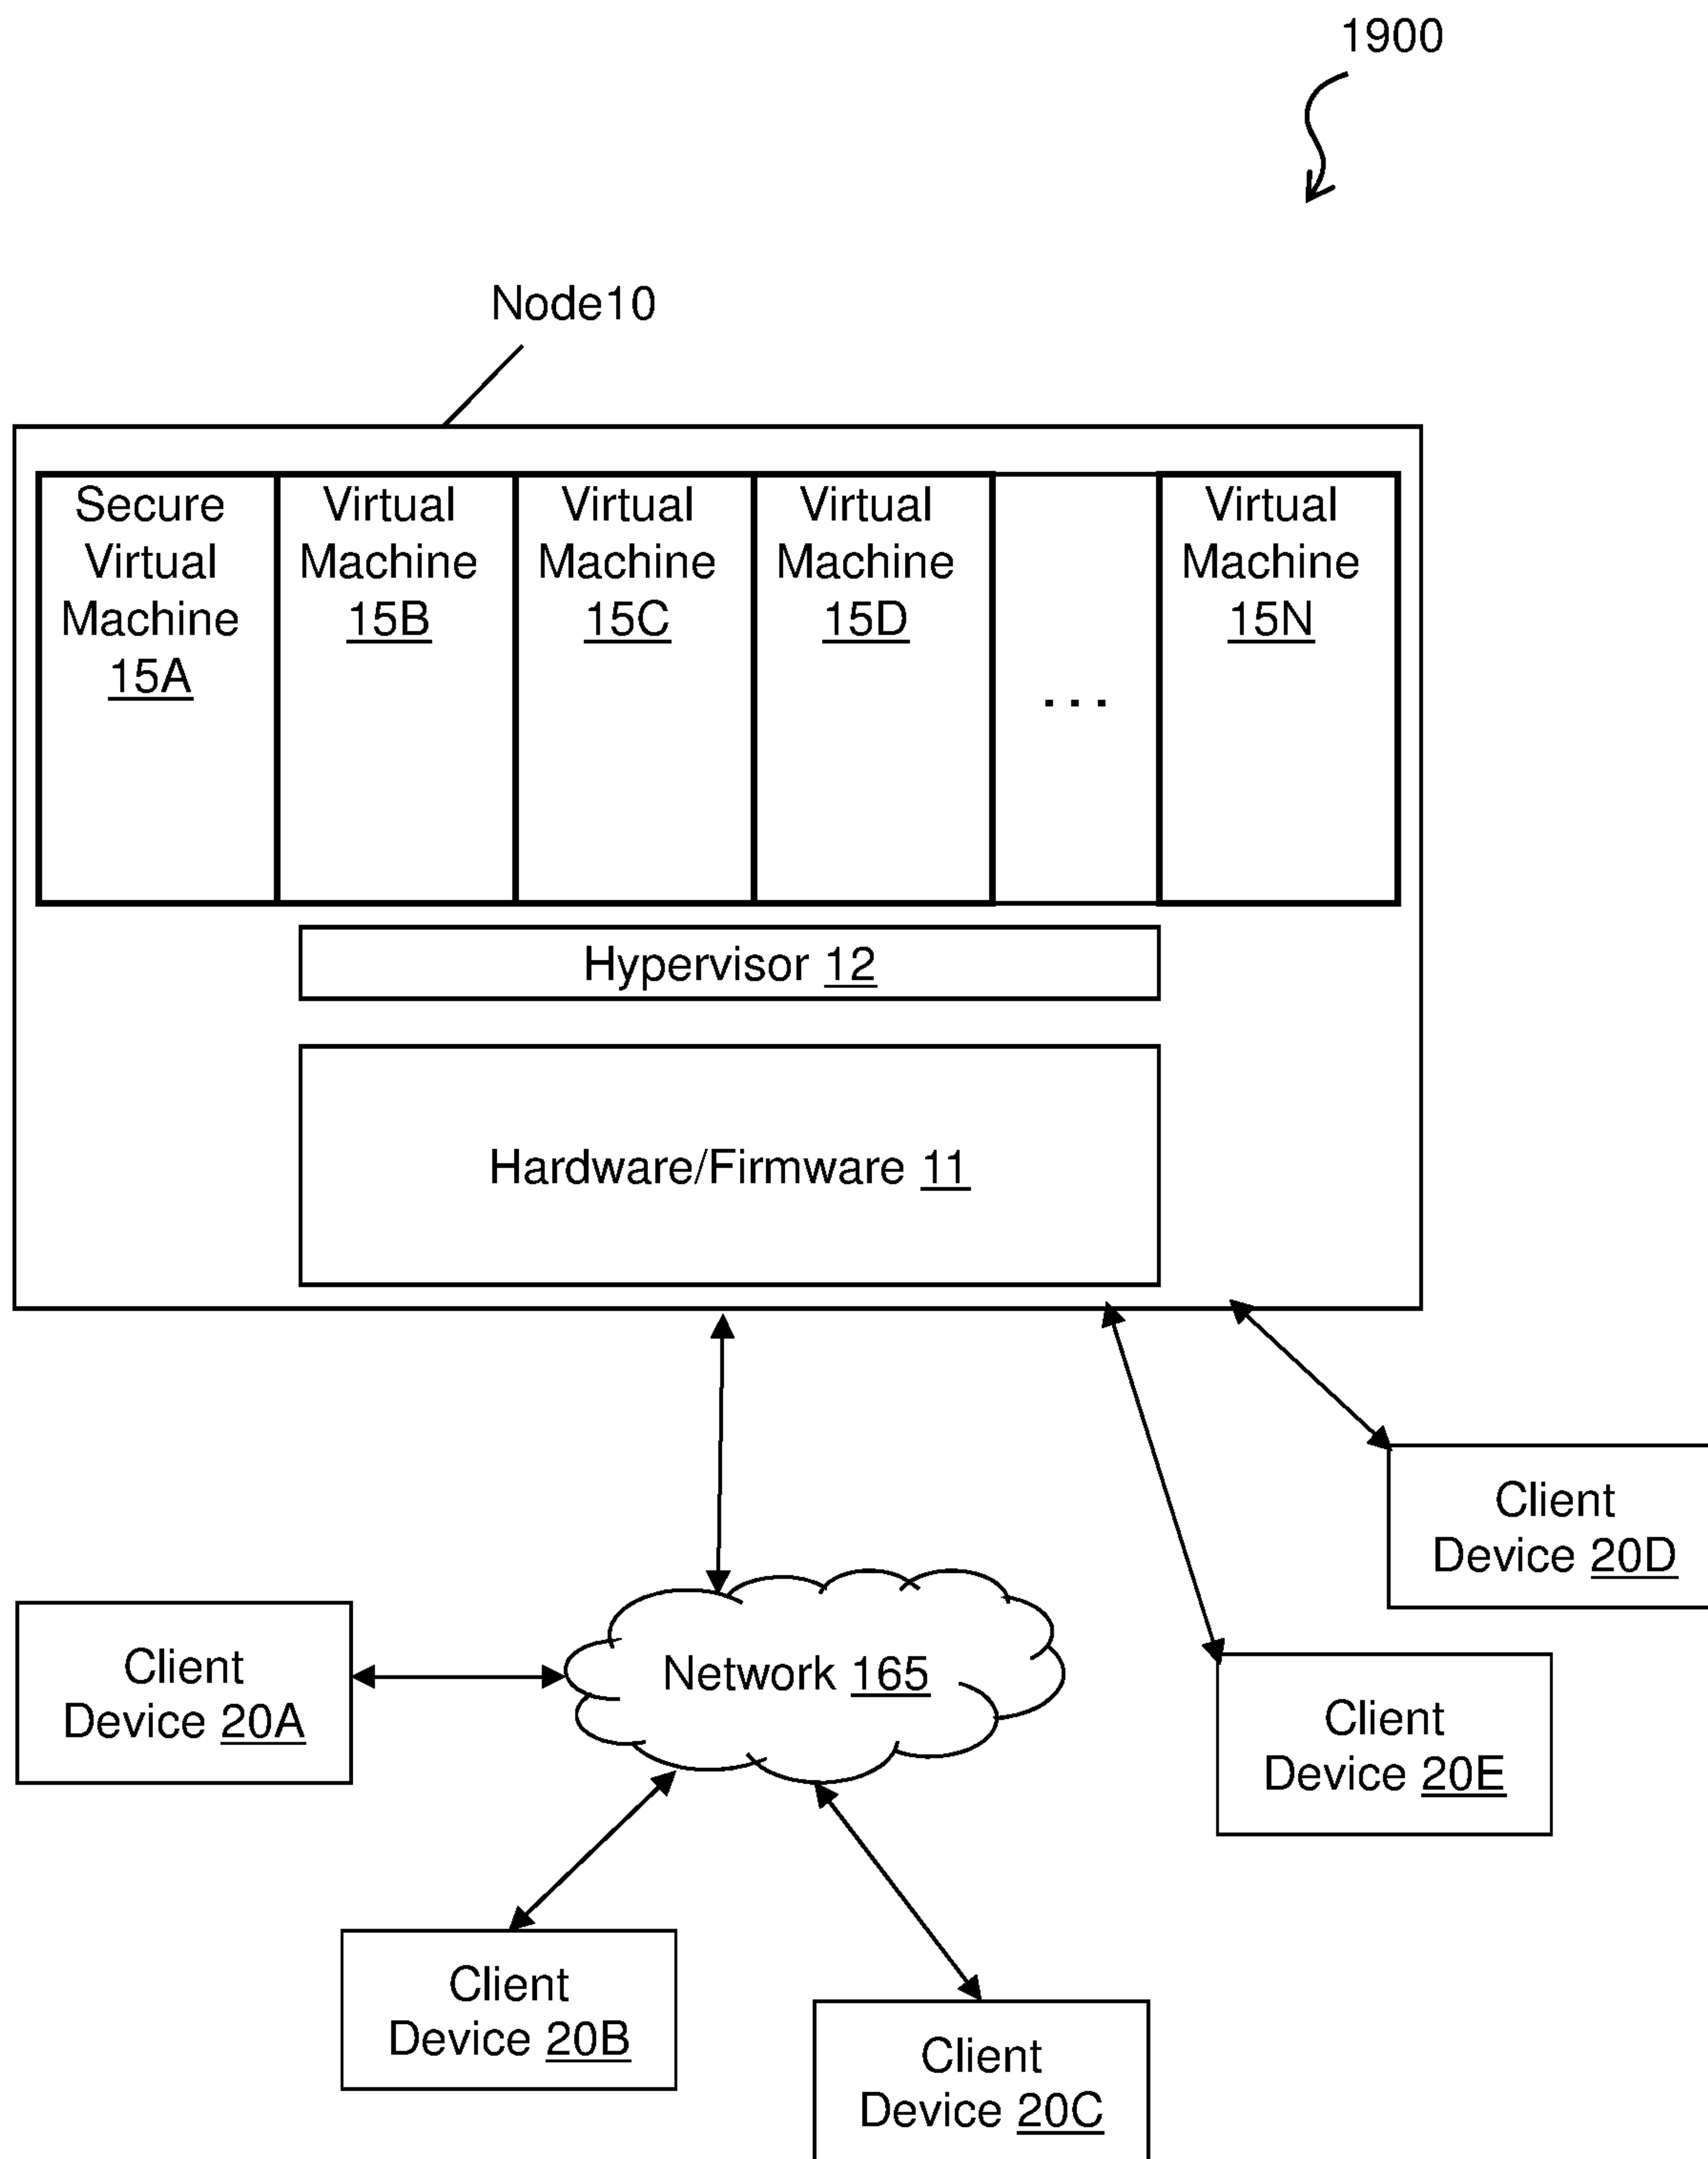 1900
Node10
Secure
Virtual
Machine
15A
Virtual
Machine
15B
Virtual
Machine
15C
Virtual
Machine
15D
...
Virtual
Machine
15N
Hypervisor 12
Hardware/Firmware 11
Client
Device 20D
Network 165
Client
Device 20A
Client
Device 20E
Client
Device 20B
Client
Device 20C